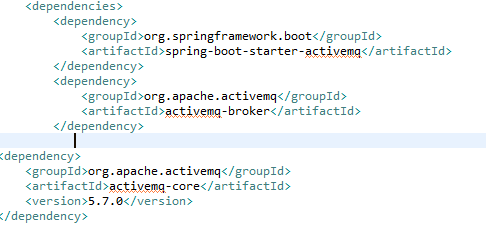 <dependencies>
<dependency>
<groupId>org.springframework.boot</groupId>
<artifactId>spring-boot-starter-activemq</artifactId>
</dependency>
<dependency>
<groupId>org.apache.activemq</groupId>
<artifactId>activemq-broker</artifactId>
</dependency>
<dependency>
<groupId>org.apache.activemq</groupId>
<artifactId>activemq-core</artifactId>
<version>5.7.0</version>
</dependency>